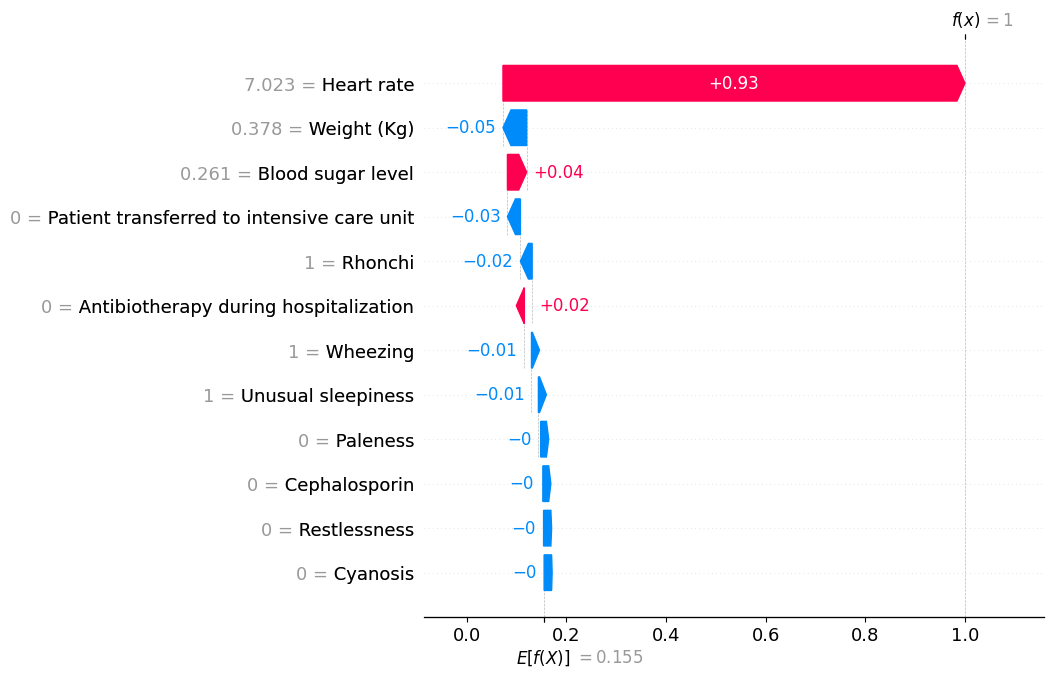 f(x) = 1
7.023 = Heart rate +0.93
0.378 = Weight (Kg) −0.05
0.261 = Blood sugar level +0.04
0 = Patient transferred to intensive care unit −0.03
1 = Rhonchi −0.02
0 = Antibiotherapy during hospitalization +0.02
1 = Wheezing −0.01
1 = Unusual sleepiness −0.01
0 = Paleness −0
0 = Cephalosporin −0
0 = Restlessness −0
0 = Cyanosis −0
0.0 0.2 0.4 0.6 0.8 1.0
E[f(X)] = 0.155